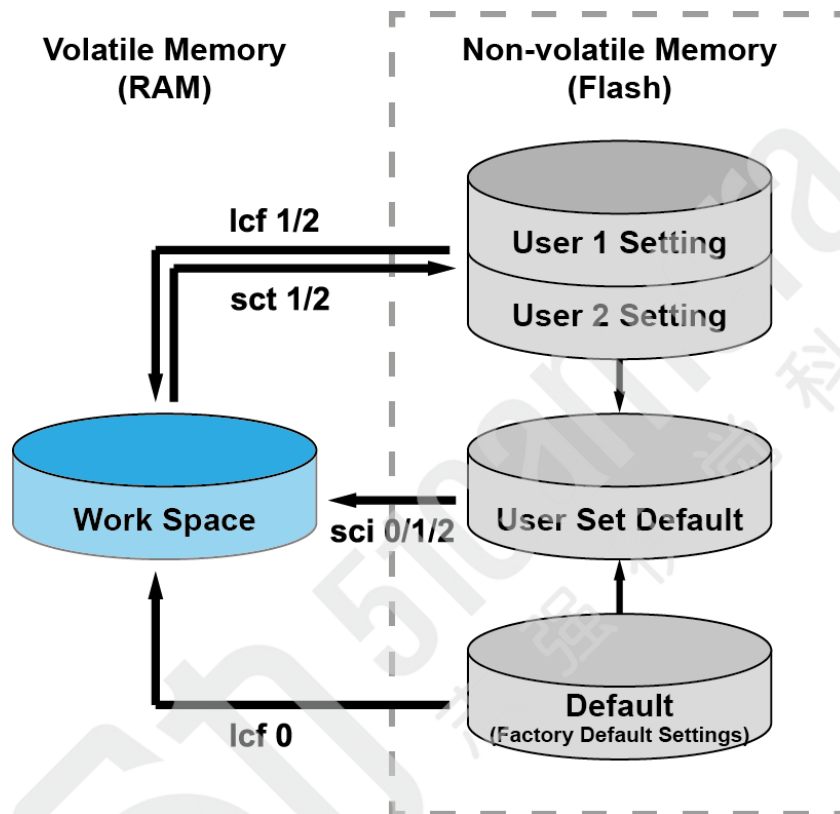 Volatile Memory
(RAM)
Non-volatile Memory
(Flash)
lcf 1/2
sct 1/2
User 1 Setting
User 2 Setting
Work Space
sci 0/1/2
User Set Default
lcf 0
Default
(Factory Default Settings)